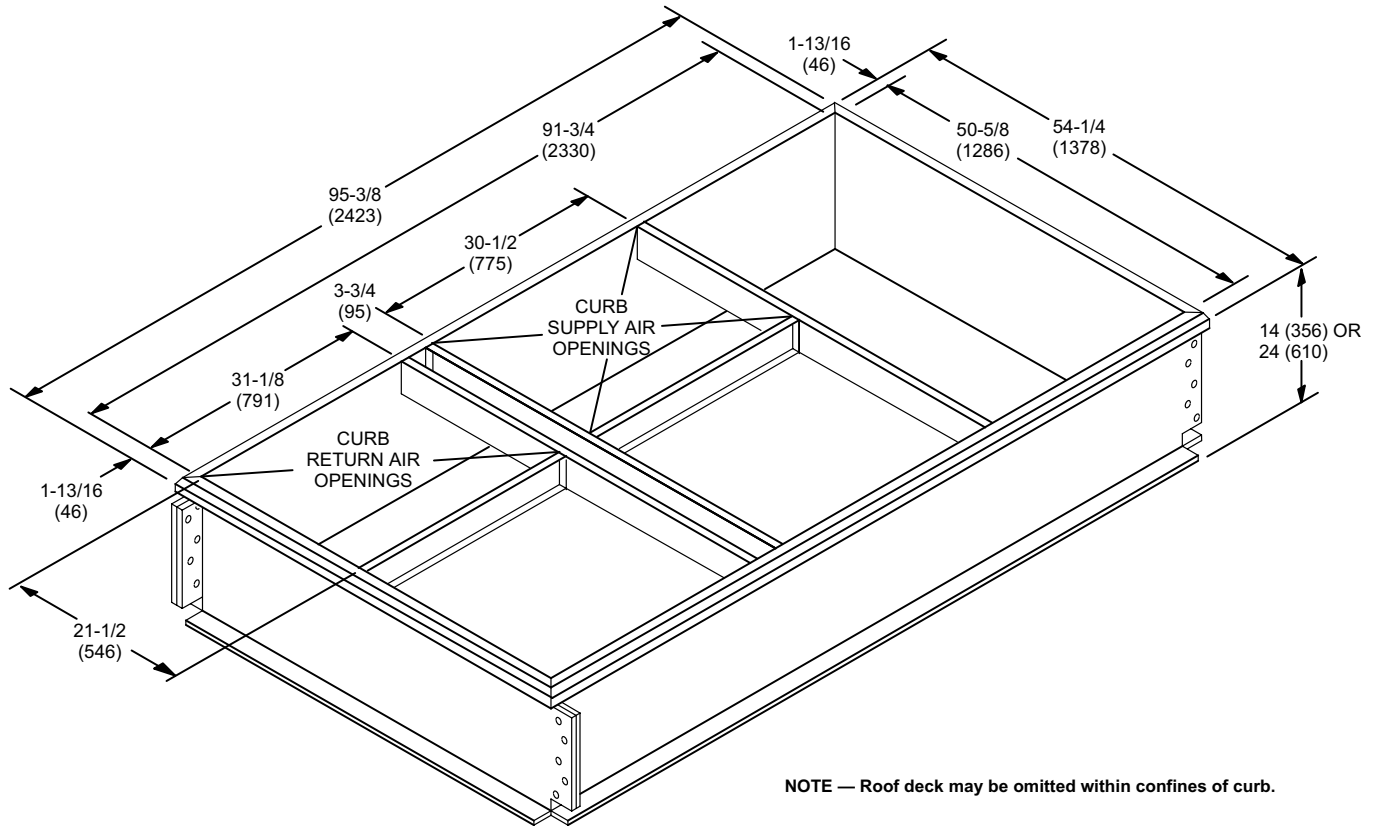 1-13/16
(46)
54-1/4
(1378)
50-5/8
(1286)
91-3/4
(2330)
95-3/8
(2423)
30-1/2
(775)
3-3/4
(95)
31-1/8
(791)
1-13/16
(46)
21-1/2
(546)
14 (356) OR
24 (610)
CURB
SUPPLY AIR
OPENINGS
CURB
RETURN AIR
OPENINGS
NOTE — Roof deck may be omitted within confines of curb.